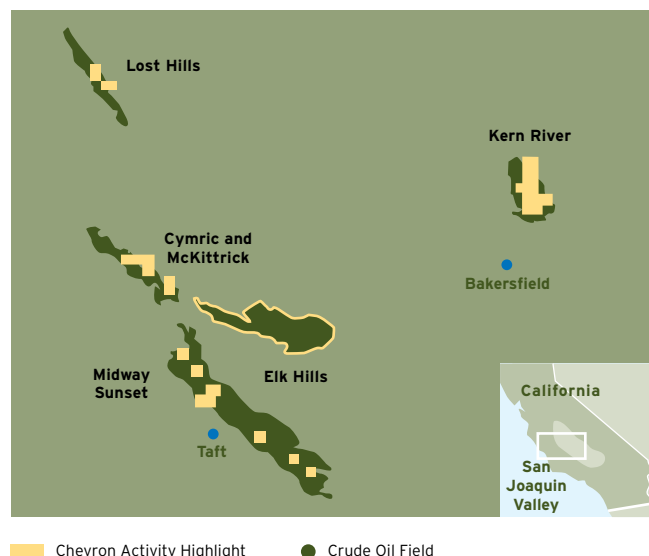 Lost Hills
Kern River
Cymric and
McKittrick
Bakersfield
Elk Hills
Midway
Sunset
Taft
California
San
Joaquin
Valley
Chevron Activity Highlight
Crude Oil Field